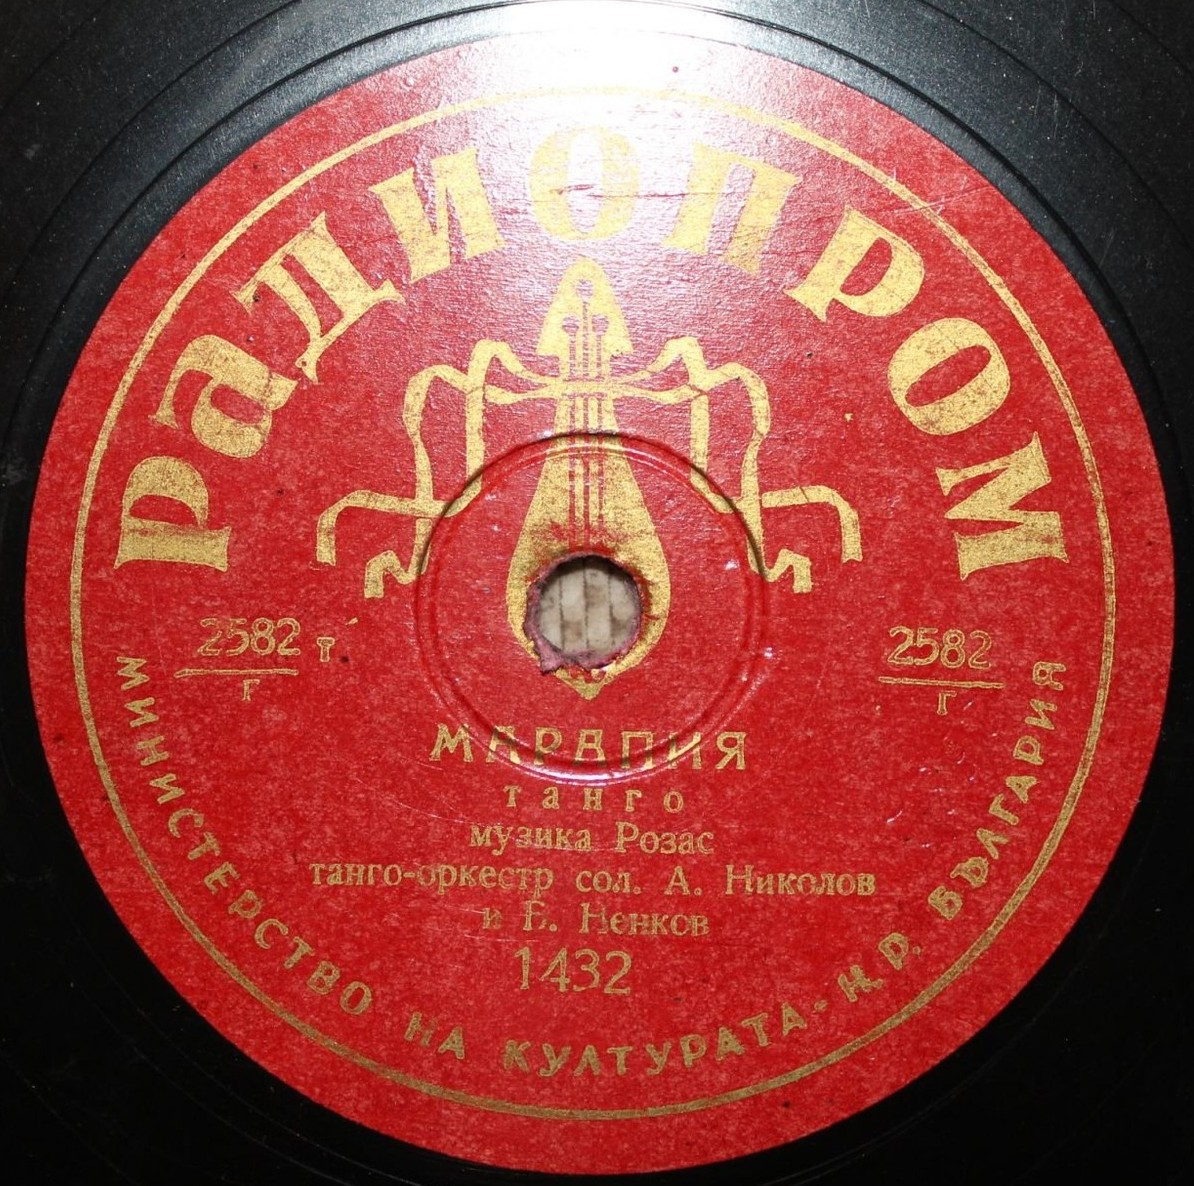 РАДИОПРОМ
2582 т
Г
2582
Г
МАРАПИЯ
танго
музика Розас
танго-оркестр сол. А. Николов
и Б. Ненков
1432
МИНИСТЕРСТВО НА КУЛТУРАТА - Н.Р. БЪЛГАРИЯ